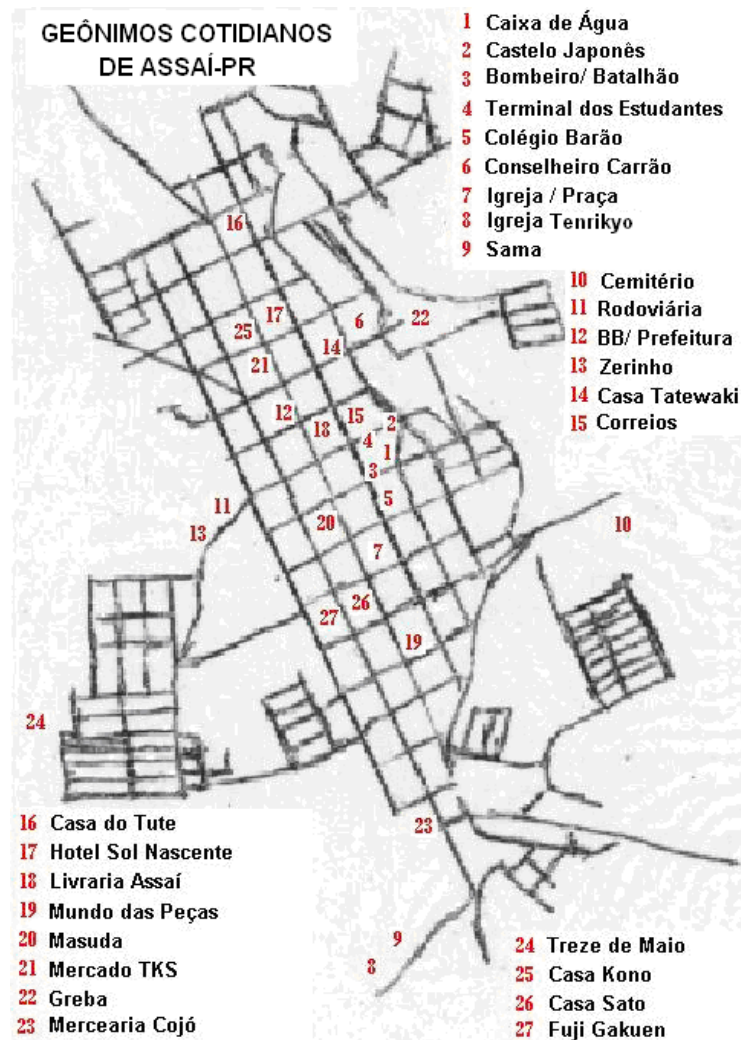 GEÔNIMOS COTIDIANOS
DE ASSAÍ-PR
1 Caixa de Água
2 Castelo Japonês
3 Bombeiro/ Batalhão
4 Terminal dos Estudantes
5 Colégio Barão
6 Conselheiro Carrão
7 Igreja / Praça
8 Igreja Tenrikyo
9 Sama
10 Cemitério
11 Rodoviária
12 BB/ Prefeitura
13 Zerinho
14 Casa Tatewaki
15 Correios
16
17
6
22
25
14
21
12
15
2
18
4
1
3
5
11
20
10
13
7
26
27
19
24
23
9
8
16 Casa do Tute
17 Hotel Sol Nascente
18 Livraria Assaí
19 Mundo das Peças
20 Masuda
21 Mercado TKS
22 Greba
23 Mercearia Cojó
24 Treze de Maio
25 Casa Kono
26 Casa Sato
27 Fuji Gakuen